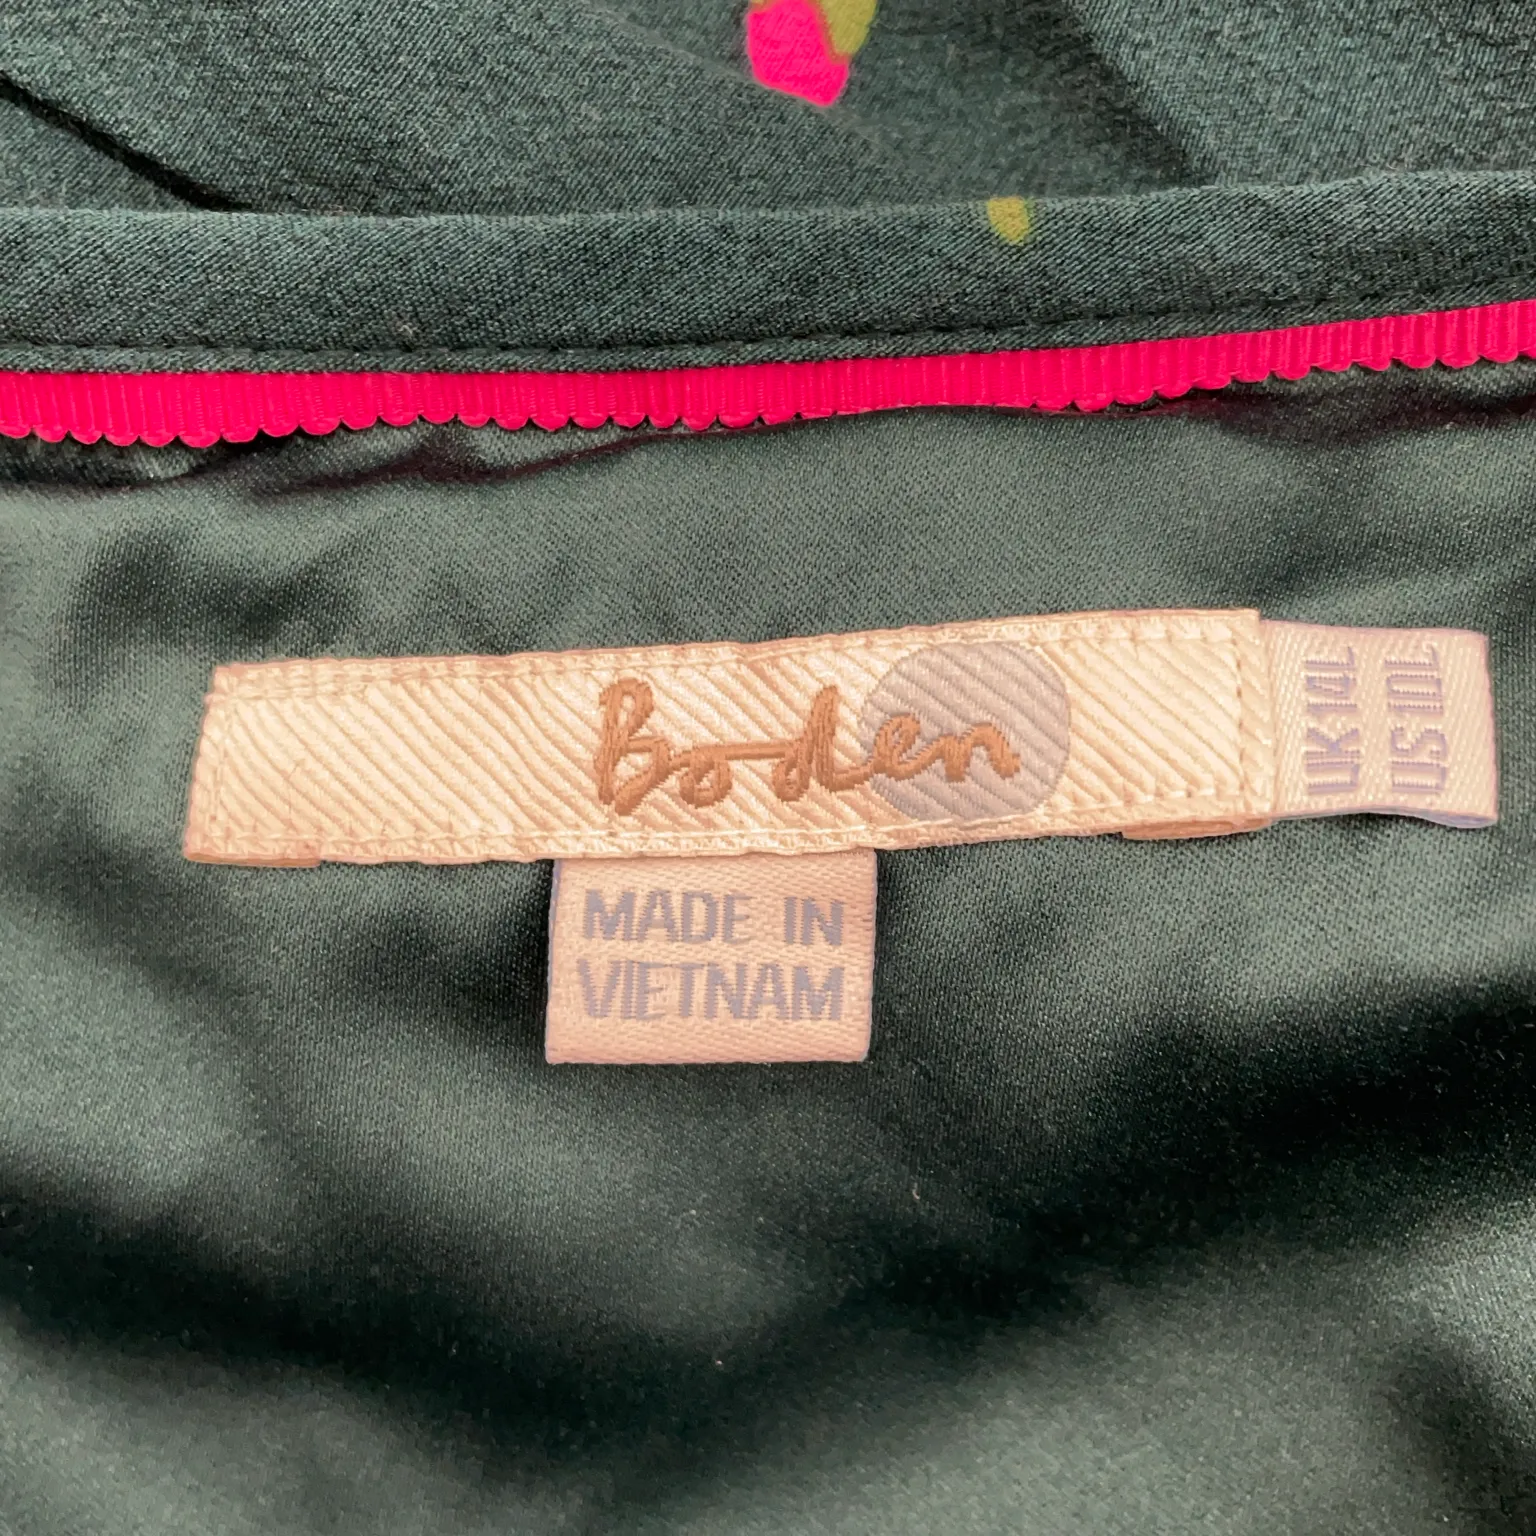 Boden
UK 14L
US 10L
MADE IN
VIETNAM